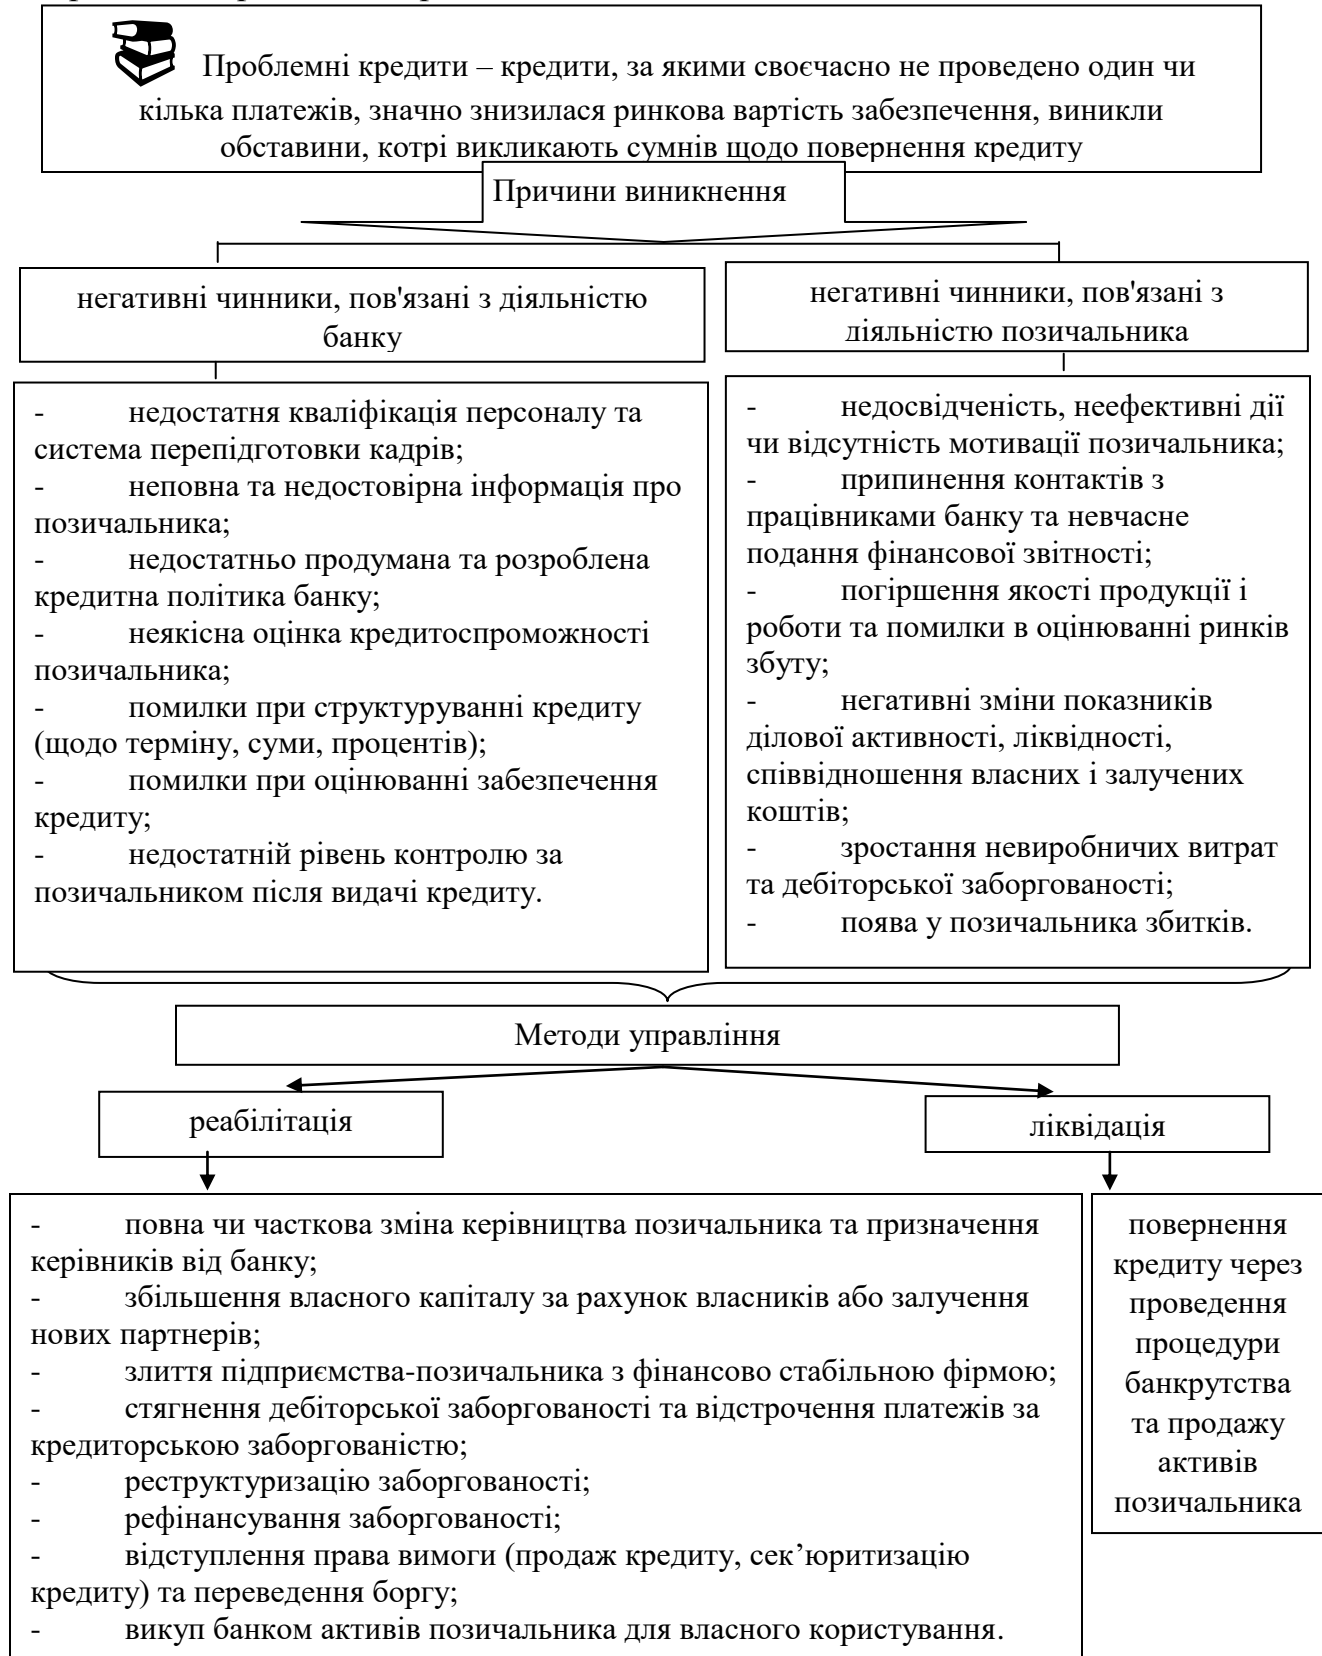 Проблемні кредити – кредити, за якими своєчасно не проведено один чи
кілька платежів, значно знизилася ринкова вартість забезпечення, виникли
обставини, котрі викликають сумнів щодо повернення кредиту
Причини виникнення
негативні чинники, пов'язані з діяльністю
банку
негативні чинники, пов'язані з
діяльністю позичальника
- недостатня кваліфікація персоналу та
система перепідготовки кадрів;
- неповна та недостовірна інформація про
позичальника;
- недостатньо продумана та розроблена
кредитна політика банку;
- неякісна оцінка кредитоспроможності
позичальника;
- помилки при структуруванні кредиту
(щодо терміну, суми, процентів);
- помилки при оцінюванні забезпечення
кредиту;
- недостатній рівень контролю за
позичальником після видачі кредиту.
- недосвідченість, неефективні дії
чи відсутність мотивації позичальника;
- припинення контактів з
працівниками банку та невчасне
подання фінансової звітності;
- погіршення якості продукції і
роботи та помилки в оцінюванні ринків
збуту;
- негативні зміни показників
ділової активності, ліквідності,
співвідношення власних і залучених
коштів;
- зростання невиробничих витрат
та дебіторської заборгованості;
- поява у позичальника збитків.
Методи управління
реабілітація
ліквідація
- повна чи часткова зміна керівництва позичальника та призначення
керівників від банку;
- збільшення власного капіталу за рахунок власників або залучення
нових партнерів;
- злиття підприємства-позичальника з фінансово стабільною фірмою;
- стягнення дебіторської заборгованості та відстрочення платежів за
кредиторською заборгованістю;
- реструктуризацію заборгованості;
- рефінансування заборгованості;
- відступлення права вимоги (продаж кредиту, сек’юритизацію
кредиту) та переведення боргу;
- викуп банком активів позичальника для власного користування.
повернення
кредиту через
проведення
процедури
банкрутства
та продажу
активів
позичальника